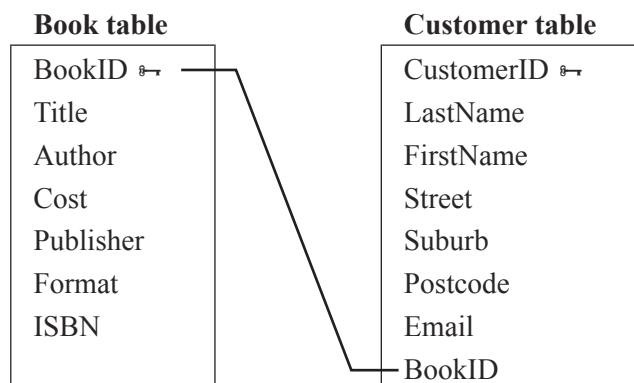 Book table
BookID
Title
Author
Cost
Publisher
Format
ISBN
Customer table
CustomerID
LastName
FirstName
Street
Suburb
Postcode
Email
BookID